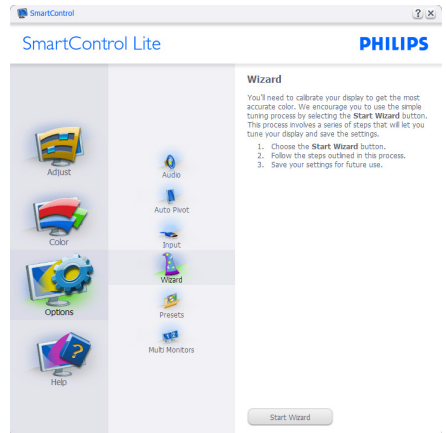 SmartControl
? ×
SmartControl Lite
PHILIPS
Adjust
Color
Options
Help
Audio
Auto Pivot
Input
Wizard
Presets
Multi Monitors
Wizard
You'll need to calibrate your display to get the most
accurate color. We encourage you to use the simple
tuning process by selecting the Start Wizard button.
This process involves a series of steps that will let you
tune your display and save the settings.
1. Choose the Start Wizard button.
2. Follow the steps outlined in this process.
3. Save your settings for future use.
Start Wizard